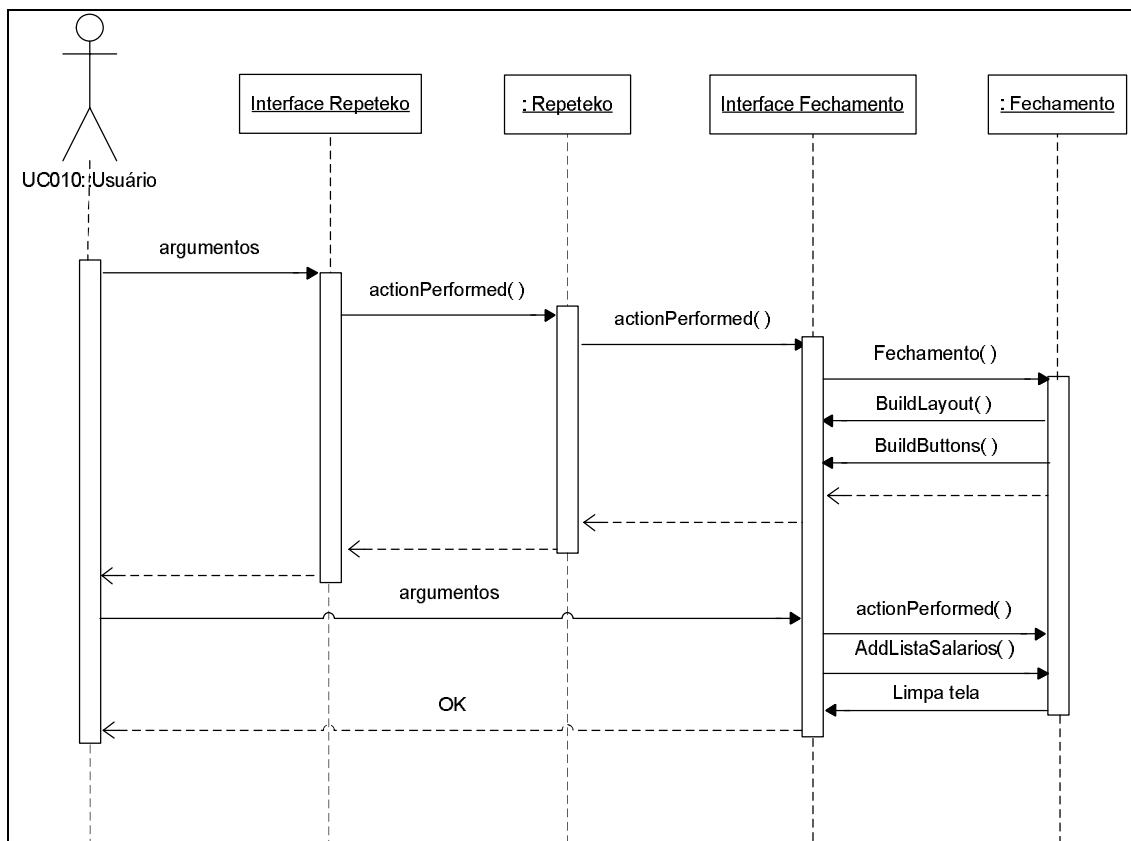 Interface Repeteko
: Repeteko
Interface Fechamento
: Fechamento
UC010::Usuário
argumentos
actionPerformed( )
actionPerformed( )
Fechamento( )
BuildLayout( )
BuildButtons( )
argumentos
actionPerformed( )
AddListaSalarios( )
Limpa tela
OK